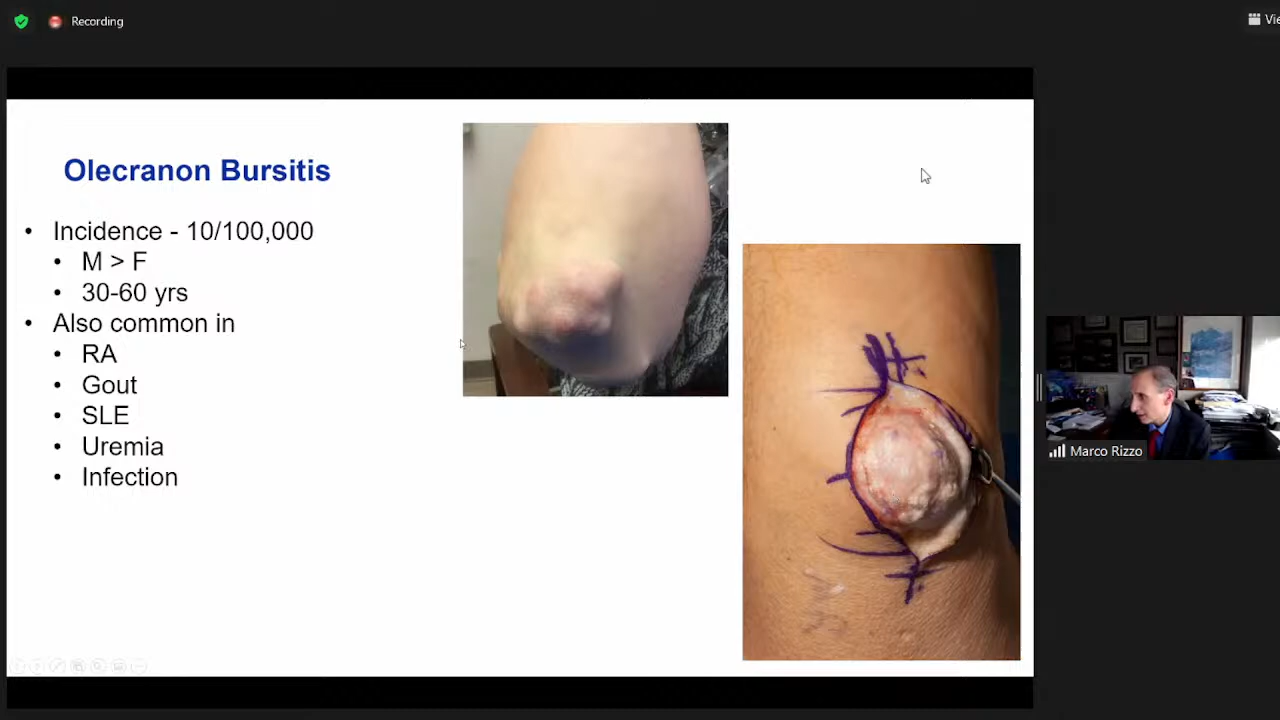 Recording
Vie
Olecranon Bursitis
• Incidence - 10/100,000
• M > F
• 30-60 yrs
• Also common in
• RA
• Gout
• SLE
• Uremia
• Infection
Marco Rizzo